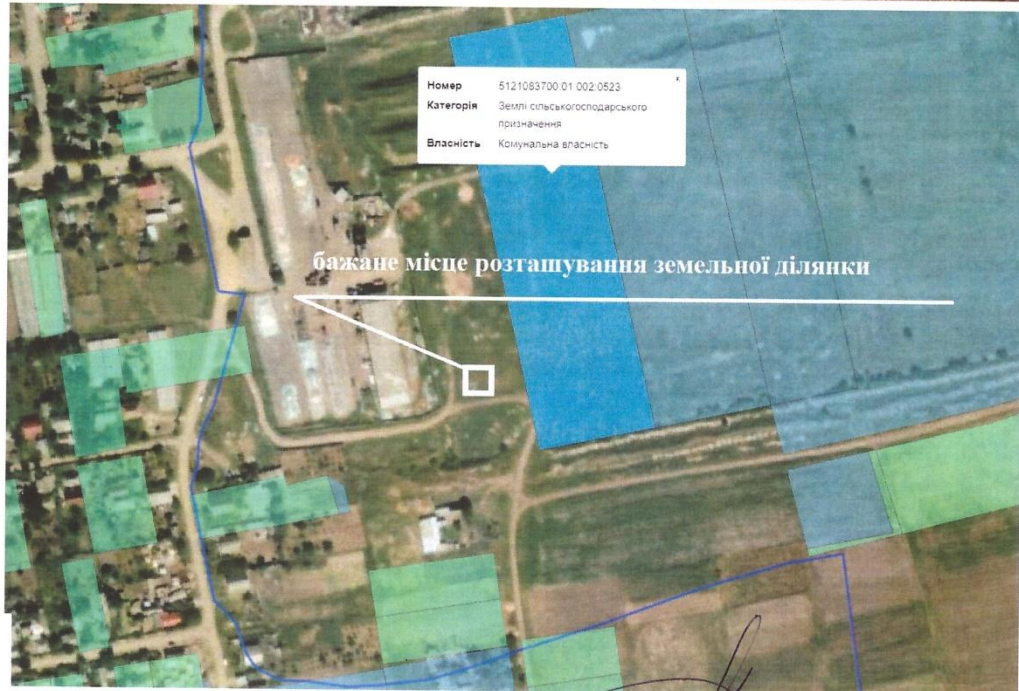 Номер 5121083700:01:002:0523
Категорія Землі сільськогосподарського
призначення
Власність Комунальна власність
бажане місце розташування земельної ділянки